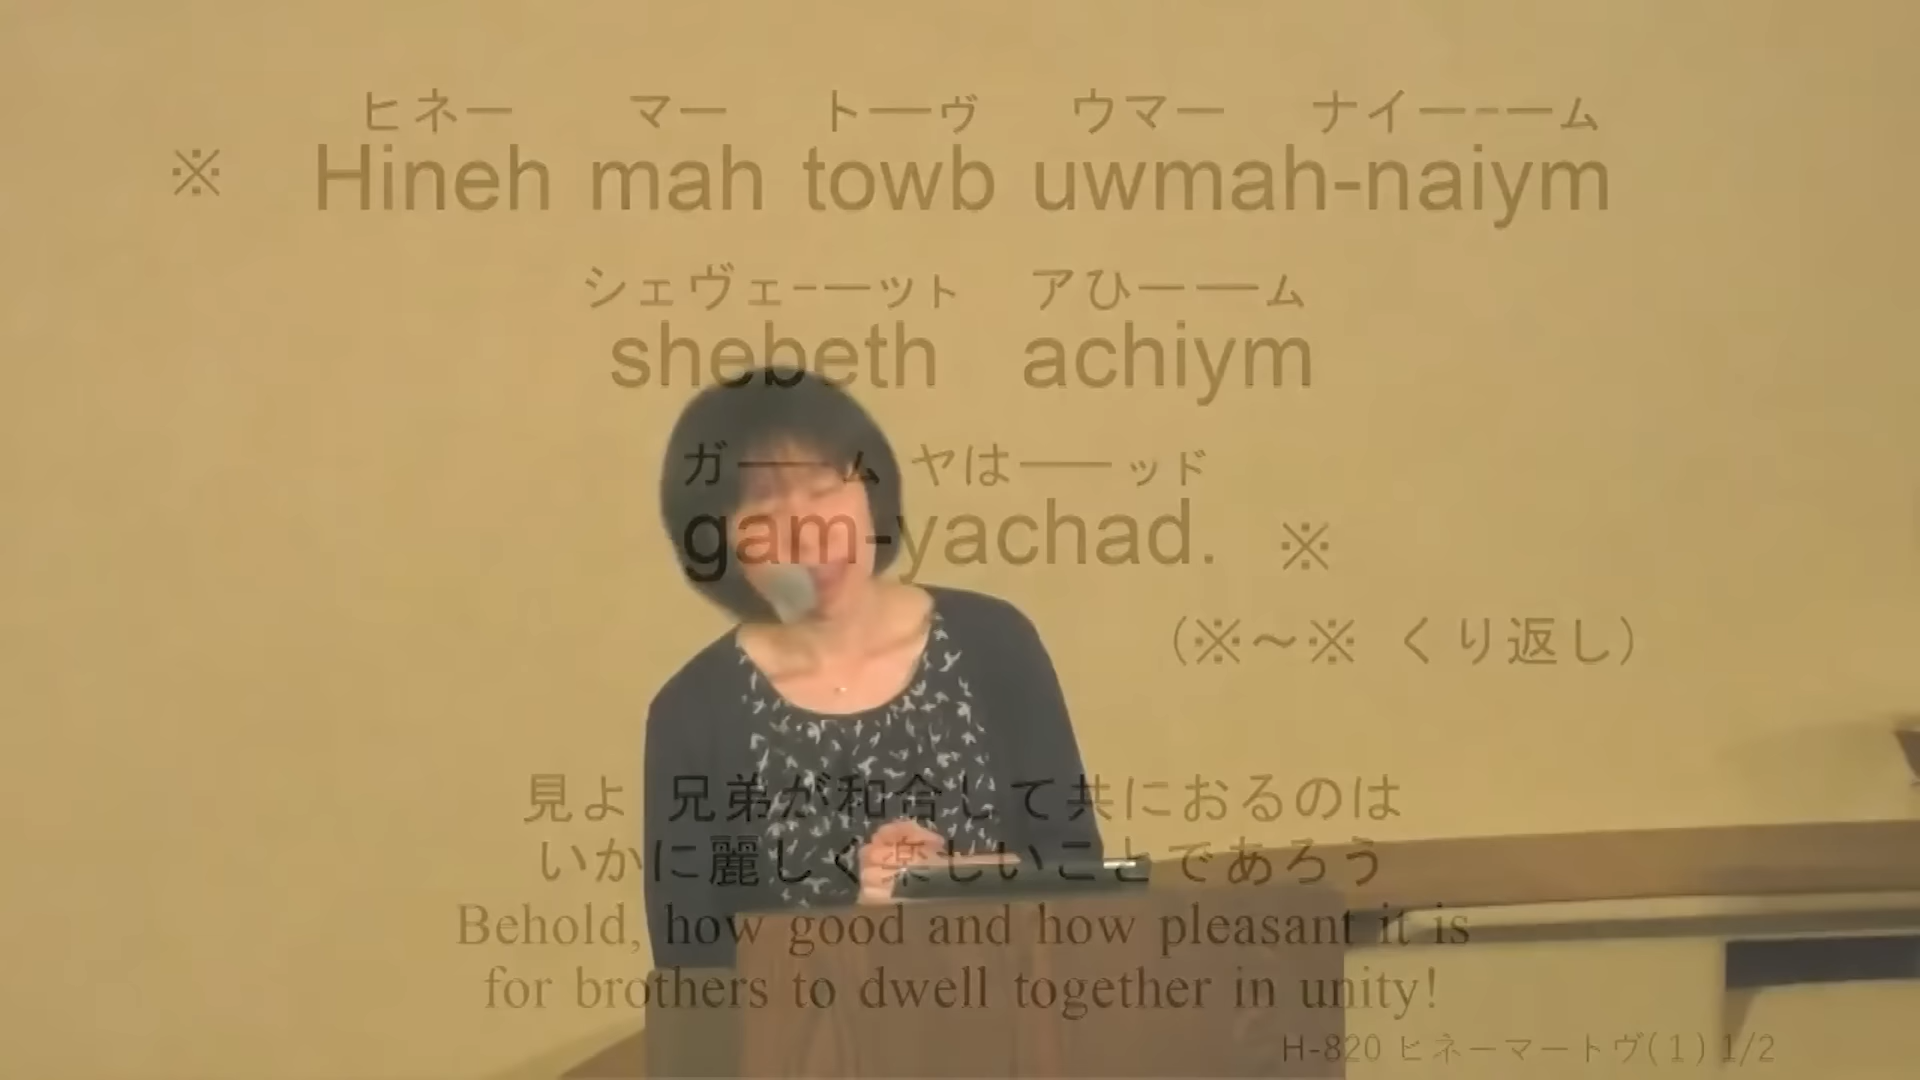 ヒネー マー トーヴ ウマー ナイーーーム
※ Hineh mah towb uwmah-naiym
シェヴェーーット アひーーム
shebeth achiym
ガーーム ヤはーーッド
gam-yachad. ※
(※～※ くり返し)
見よ 兄弟が和合して共におるのは
いかに麗しく楽しいことであろう
Behold, how good and how pleasant it is
for brothers to dwell together in unity!
H-820 ヒネーマートヴ(1) 1/2